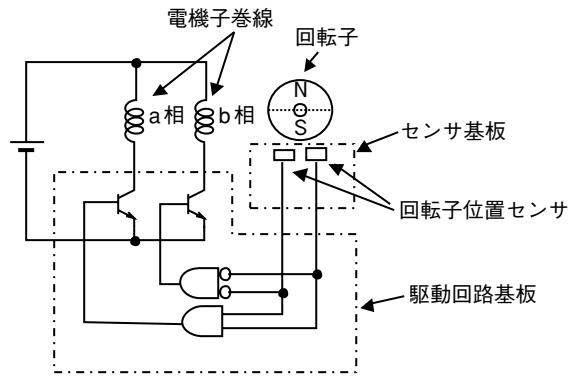 電機子巻線
回転子
N
S
a相
b相
センサ基板
回転子位置センサ
駆動回路基板